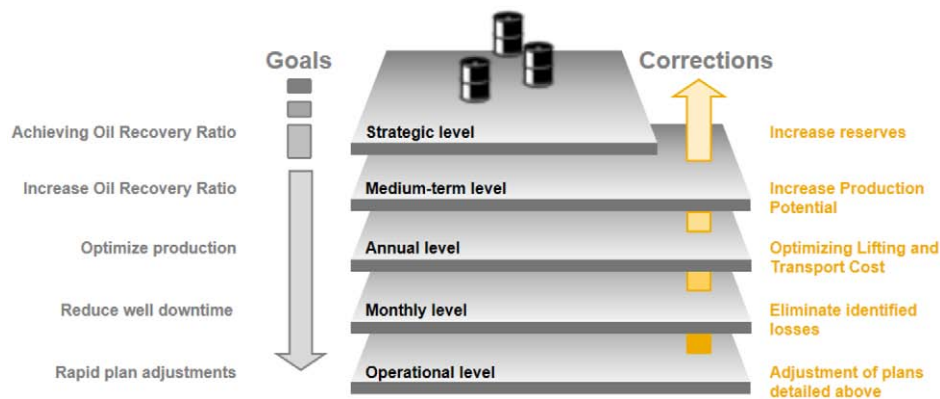 Goals
Corrections
Achieving Oil Recovery Ratio
Strategic level
Increase reserves
Increase Oil Recovery Ratio
Medium-term level
Increase Production
Potential
Optimize production
Annual level
Optimizing Lifting and
Transport Cost
Reduce well downtime
Monthly level
Eliminate identified
losses
Rapid plan adjustments
Operational level
Adjustment of plans
detailed above